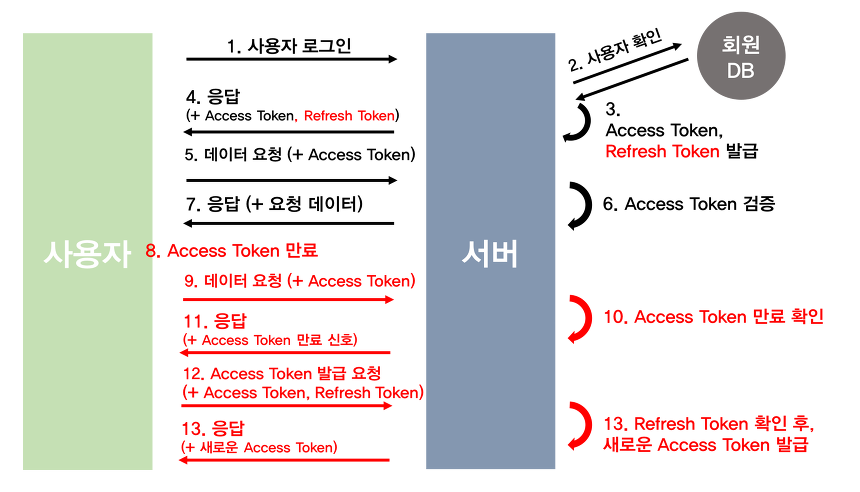 1. 사용자 로그인
2. 사용자 확인
회원
DB
3.
Access Token,
Refresh Token 발급
4. 응답
(+ Access Token, Refresh Token)
5. 데이터 요청 (+ Access Token)
6. Access Token 검증
7. 응답 (+ 요청 데이터)
사용자
서버
8. Access Token 만료
9. 데이터 요청 (+ Access Token)
10. Access Token 만료 확인
11. 응답
(+ Access Token 만료 신호)
12. Access Token 발급 요청
(+ Access Token, Refresh Token)
13. Refresh Token 확인 후,
새로운 Access Token 발급
13. 응답
(+ 새로운 Access Token)